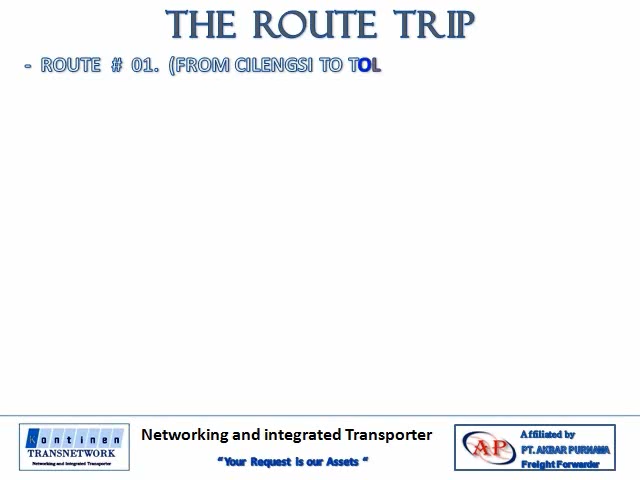 THE ROUTE TRIP
- ROUTE # 01. (FROM CILENGSI TO TOL
Kontinen
TRANSNETWORK
Networking and Integrated Transporter
Networking and integrated Transporter
“Your Request is our Assets “
AP
Affiliated by
PT. AKBAR PURNAMA
Freight Forwarder